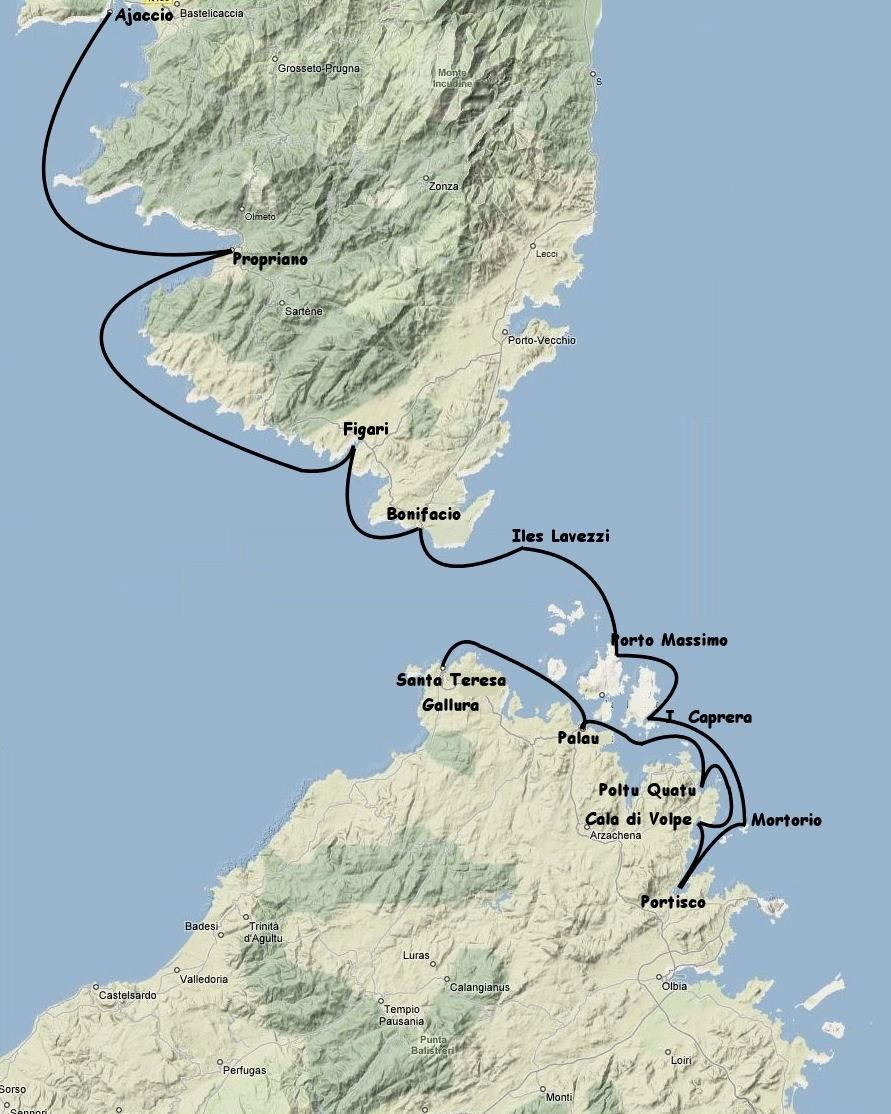 Ajaccio
Bastelicaccia
Grosseto-Prugna
Monte
Incudine
S
Zonza
Olmeto
Lecci
Propriano
Sartène
Porto-Vecchio
Figari
Bonifacio
Iles Lavezzi
Porto Massimo
Santa Teresa
Gallura
I Caprera
Palau
Poltu Quatu
Cala di Volpe
Mortorio
Arzachena
Portisco
Badesi
Trinità
d'Agultu
Luras
Valledoria
Calangianus
Olbia
Castelsardo
Tempio
Pausania
Punta
Balistreri
Loiri
Perfugas
Sorso
Monti
Sennori